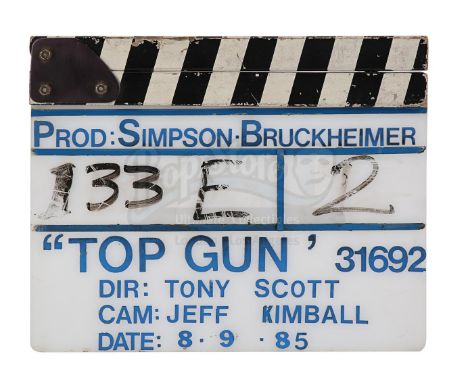 PROD: SIMPSON·BRUCKHEIMER
133 E 2
"TOP GUN' 31692
DIR: TONY SCOTT
CAM: JEFF KIMBALL
DATE: 8·9·85